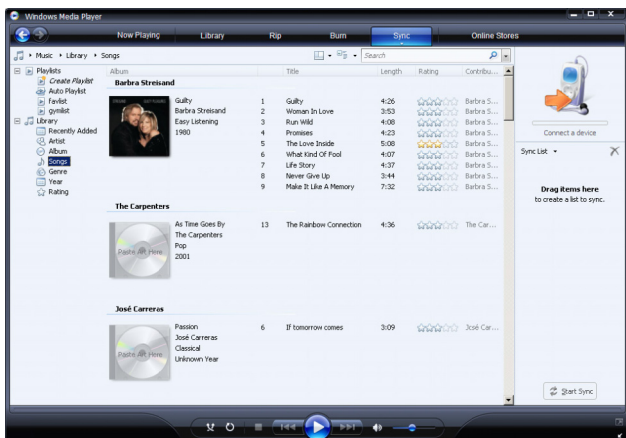 Windows Media Player
Now Playing Library Rip Burn Sync Online Stores
Music Library Songs Search
Playlists
Create Playlist
Auto Playlist
favlist
gymlist
Library
Recently Added
Artist
Album
Songs
Genre
Year
Rating
Album Title Length Rating Contribu...
Barbra Streisand
Guilty
Barbra Streisand
Easy Listening
1980
1 Guilty 4:26 Barbra S...
2 Woman In Love 3:53 Barbra S...
3 Run Wild 4:08 Barbra S...
4 Promises 4:23 Barbra S...
5 The Love Inside 5:08 Barbra S...
6 What Kind Of Fool 4:07 Barbra S...
7 Life Story 4:37 Barbra S...
8 Never Give Up 3:44 Barbra S...
9 Make It Like A Memory 7:32 Barbra S...
The Carpenters
Paste Art Here
As Time Goes By
The Carpenters
Pop
2001
13 The Rainbow Connection 4:36 The Car...
José Carreras
Paste Art Here
Passion
José Carreras
Classical
Unknown Year
6 If tomorrow comes 3:09 José Car...
Connect a device
Sync List
Drag items here
to create a list to sync.
Start Sync